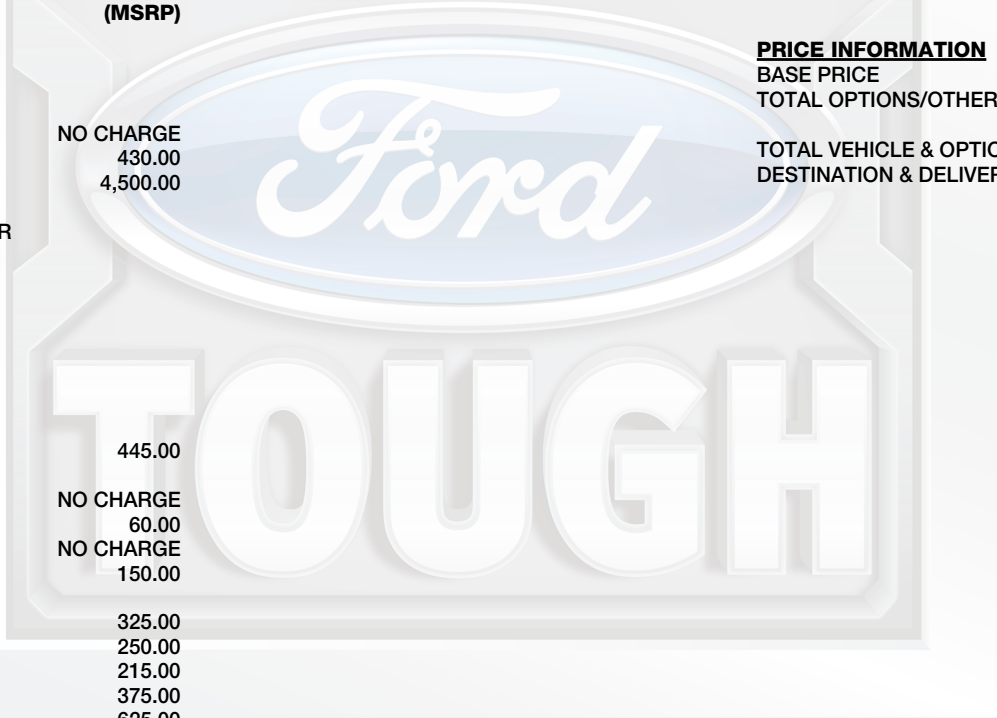 (MSRP)
NO CHARGE
430.00
4,500.00
R
445.00
NO CHARGE
60.00
NO CHARGE
150.00
325.00
250.00
215.00
375.00
625.00
PRICE INFORMATION
BASE PRICE
TOTAL OPTIONS/OTHER
TOTAL VEHICLE & OPTIO
DESTINATION & DELIVER
Ford
TOUGH